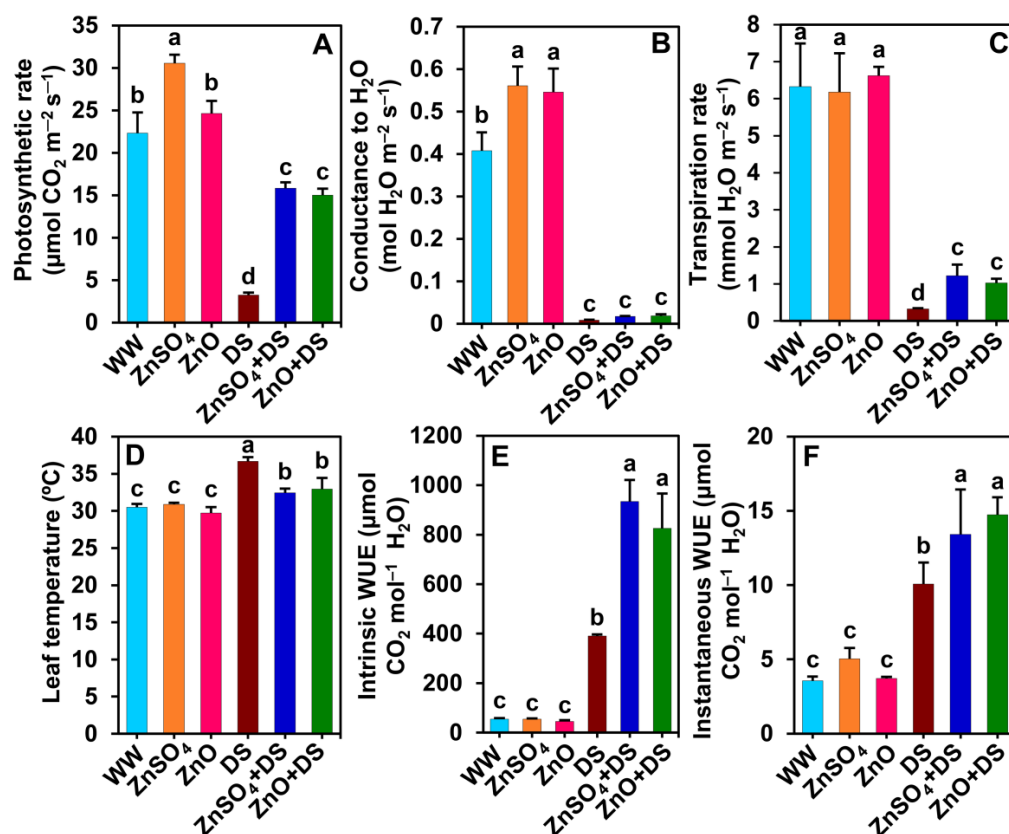 A
Photosynthetic rate
(µmol CO₂ m⁻² s⁻¹)
35
30
25
20
15
10
5
0
b
a
b
d
c
c
WW
ZnSO₄
ZnO
DS
ZnSO₄+DS
ZnO+DS
B
Conductance to H₂O
(mol H₂O m⁻² s⁻¹)
0.7
0.6
0.5
0.4
0.3
0.2
0.1
0
b
a
a
c
c
c
WW
ZnSO₄
ZnO
DS
ZnSO₄+DS
ZnO+DS
C
Transpiration rate
(mmol H₂O m⁻² s⁻¹)
8
7
6
5
4
3
2
1
0
a
a
a
d
c
c
WW
ZnSO₄
ZnO
DS
ZnSO₄+DS
ZnO+DS
D
Leaf temperature (ºC)
40
35
30
25
20
15
10
5
0
c
c
c
a
b
b
WW
ZnSO₄
ZnO
DS
ZnSO₄+DS
ZnO+DS
E
Intrinsic WUE (µmol
CO₂ mol⁻¹ H₂O)
1200
1000
800
600
400
200
0
c
c
c
b
a
a
WW
ZnSO₄
ZnO
DS
ZnSO₄+DS
ZnO+DS
F
Instantaneous WUE (µmol
CO₂ mol⁻¹ H₂O)
20
15
10
5
0
c
c
c
b
a
a
WW
ZnSO₄
ZnO
DS
ZnSO₄+DS
ZnO+DS